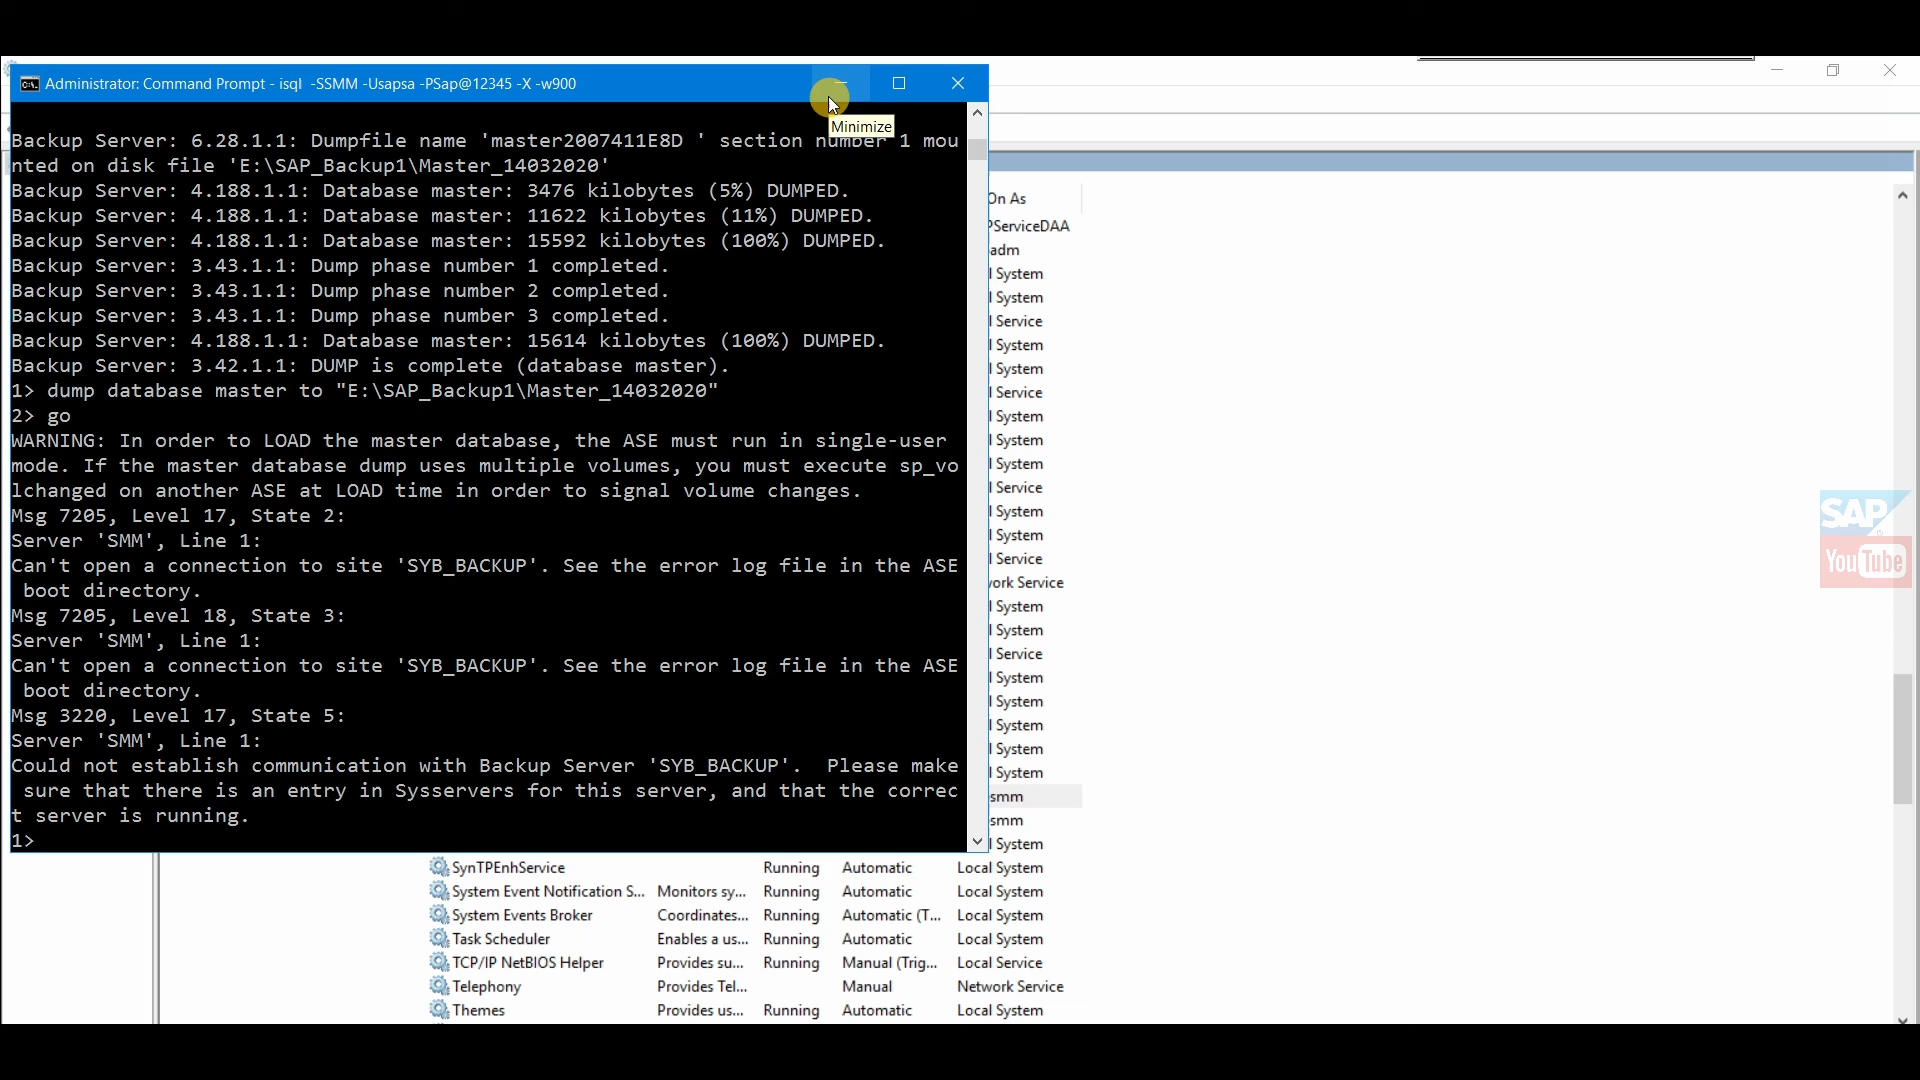 Administrator: Command Prompt - isql  -SSMM -Usapsa -PSap@12345 -X -w900
Minimize
Backup Server: 6.28.1.1: Dumpfile name 'master2007411E8D ' section number 1 mou
nted on disk file 'E:\SAP_Backup1\Master_14032020'
Backup Server: 4.188.1.1: Database master: 3476 kilobytes (5%) DUMPED.
Backup Server: 4.188.1.1: Database master: 11622 kilobytes (11%) DUMPED.
Backup Server: 4.188.1.1: Database master: 15592 kilobytes (100%) DUMPED.
Backup Server: 3.43.1.1: Dump phase number 1 completed.
Backup Server: 3.43.1.1: Dump phase number 2 completed.
Backup Server: 3.43.1.1: Dump phase number 3 completed.
Backup Server: 4.188.1.1: Database master: 15614 kilobytes (100%) DUMPED.
Backup Server: 3.42.1.1: DUMP is complete (database master).
1> dump database master to "E:\SAP_Backup1\Master_14032020"
2> go
WARNING: In order to LOAD the master database, the ASE must run in single-user
mode. If the master database dump uses multiple volumes, you must execute sp_vo
lchanged on another ASE at LOAD time in order to signal volume changes.
Msg 7205, Level 17, State 2:
Server 'SMM', Line 1:
Can't open a connection to site 'SYB_BACKUP'. See the error log file in the ASE
boot directory.
Msg 7205, Level 18, State 3:
Server 'SMM', Line 1:
Can't open a connection to site 'SYB_BACKUP'. See the error log file in the ASE
boot directory.
Msg 3220, Level 17, State 5:
Server 'SMM', Line 1:
Could not establish communication with Backup Server 'SYB_BACKUP'.  Please make
sure that there is an entry in Sysservers for this server, and that the correc
t server is running.
1>
On As
PServiceDAA
adm
l System
l System
l Service
l System
l System
l Service
l System
l System
l System
l Service
l System
l System
l Service
vork Service
l System
l System
l Service
l System
l System
l System
l System
l System
smm
smm
l System
SynTPEnhService Running Automatic Local System
System Event Notification S... Monitors sy... Running Automatic Local System
System Events Broker Coordinates... Running Automatic (T... Local System
Task Scheduler Enables a us... Running Automatic Local System
TCP/IP NetBIOS Helper Provides su... Running Manual (Trig... Local Service
Telephony Provides Tel... Manual Network Service
Themes Provides us... Running Automatic Local System
SAP
YouTube